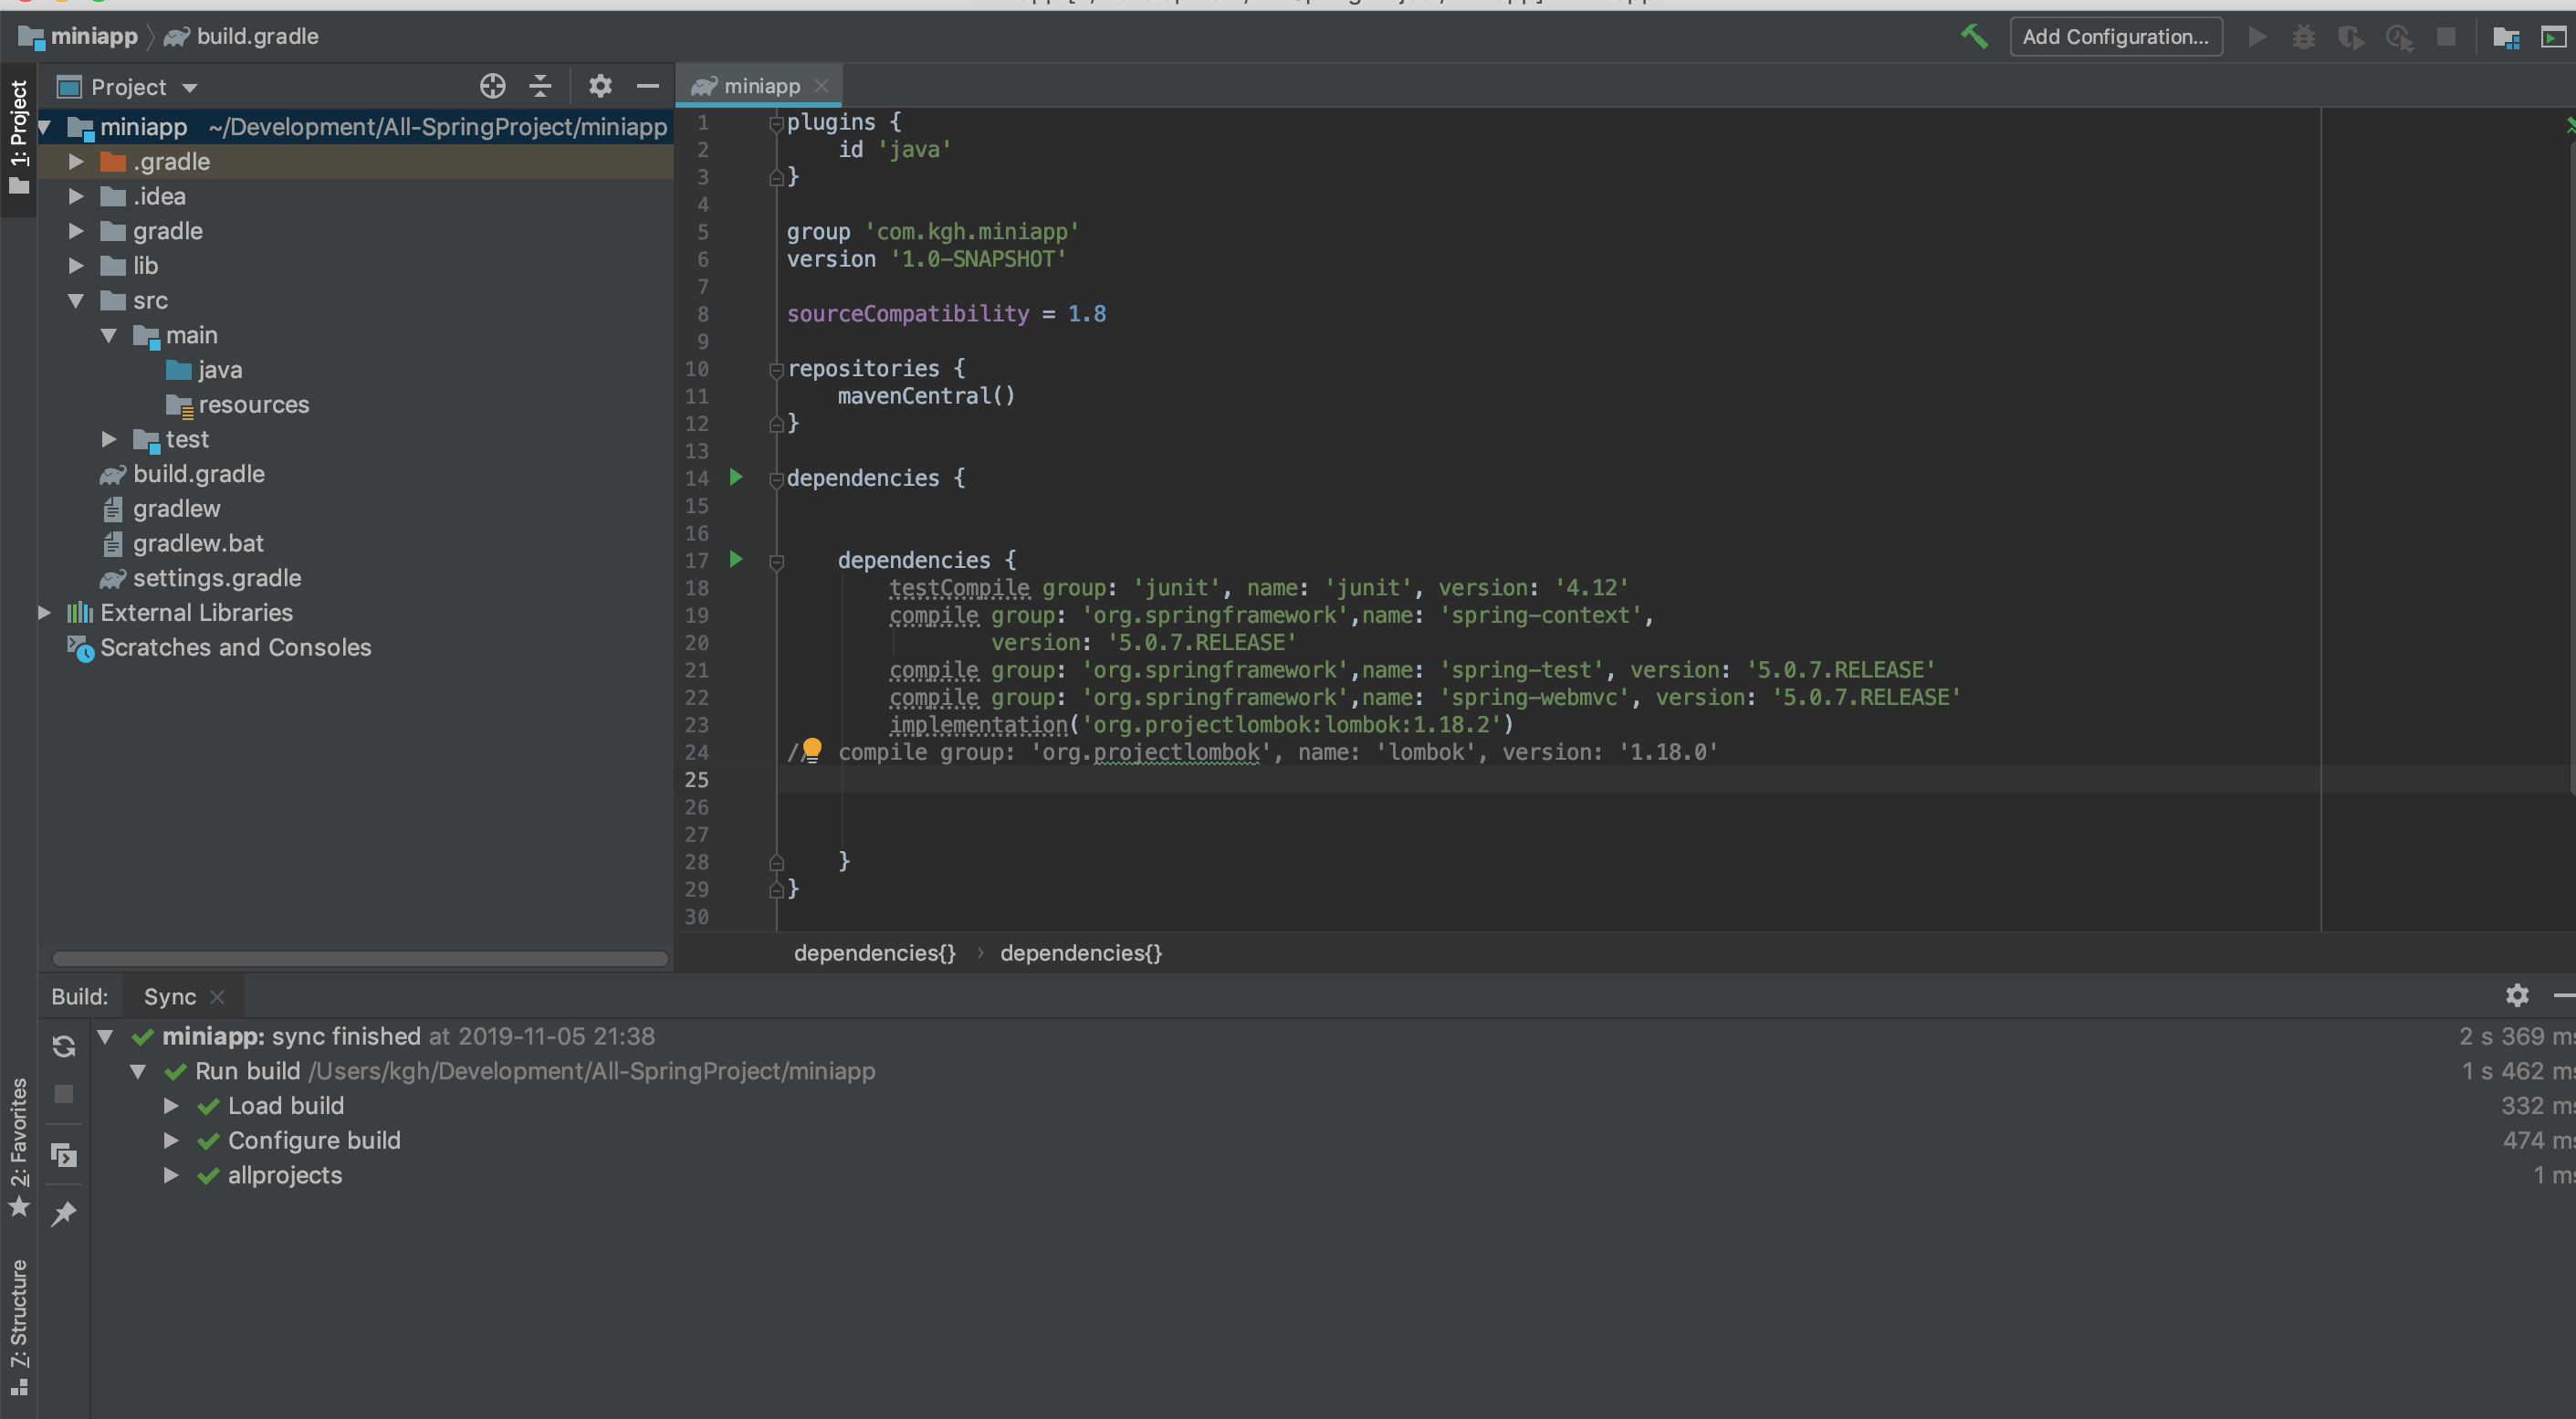 miniapp build.gradle
Add Configuration...
1: Project
Project
miniapp ~/Development/All-SpringProject/miniapp
.gradle
.idea
gradle
lib
src
main
java
resources
test
build.gradle
gradlew
gradlew.bat
settings.gradle
External Libraries
Scratches and Consoles
miniapp
1 plugins {
2 id 'java'
3 }
4
5 group 'com.kgh.miniapp'
6 version '1.0-SNAPSHOT'
7
8 sourceCompatibility = 1.8
9
10 repositories {
11 mavenCentral()
12 }
13
14 dependencies {
15
16
17 dependencies {
18 testCompile group: 'junit', name: 'junit', version: '4.12'
19 compile group: 'org.springframework',name: 'spring-context',
20 version: '5.0.7.RELEASE'
21 compile group: 'org.springframework',name: 'spring-test', version: '5.0.7.RELEASE'
22 compile group: 'org.springframework',name: 'spring-webmvc', version: '5.0.7.RELEASE'
23 implementation('org.projectlombok:lombok:1.18.2')
24 // compile group: 'org.projectlombok', name: 'lombok', version: '1.18.0'
25
26
27
28 }
29 }
30
dependencies{} › dependencies{}
Build: Sync
miniapp: sync finished at 2019-11-05 21:38 2 s 369 ms
Run build /Users/kgh/Development/All-SpringProject/miniapp 1 s 462 ms
Load build 332 ms
Configure build 474 ms
allprojects 1 ms
2: Favorites
7: Structure